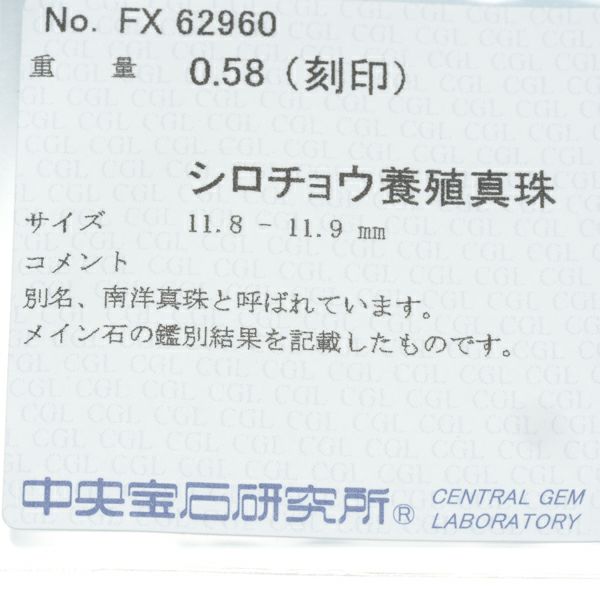 No. FX 62960
重 量 0.58 (刻印)
シロチョウ養殖真珠
サイズ 11.8 - 11.9 mm
コメント
別名、南洋真珠と呼ばれています。
メイン石の鑑別結果を記載したものです。
中央宝石研究所® CENTRAL GEM
LABORATORY